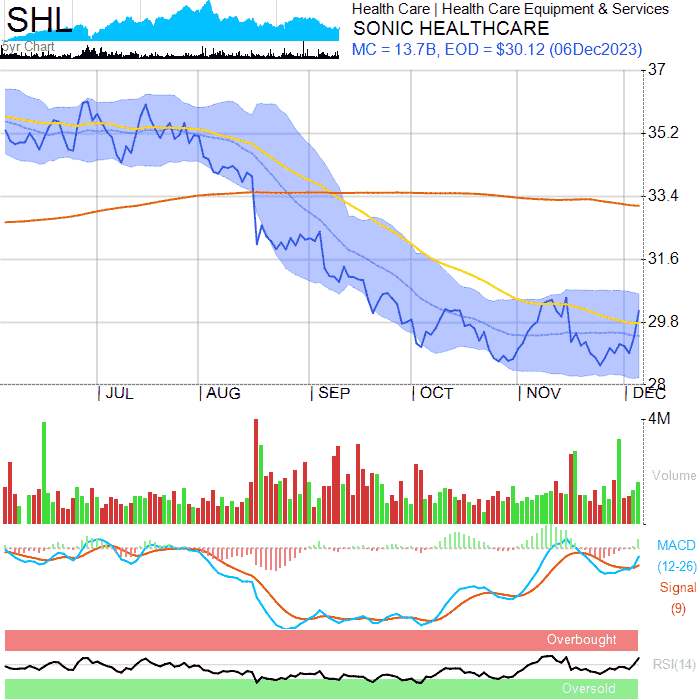 SHL
5yr Chart
Health Care | Health Care Equipment & Services
SONIC HEALTHCARE
MC = 13.7B, EOD = $30.12 (06Dec2023)
37
35.2
33.4
31.6
29.8
28
| JUL | AUG | SEP | OCT | NOV | DEC
4M
Volume
MACD
(12-26)
Signal
(9)
Overbought
RSI(14)
Oversold